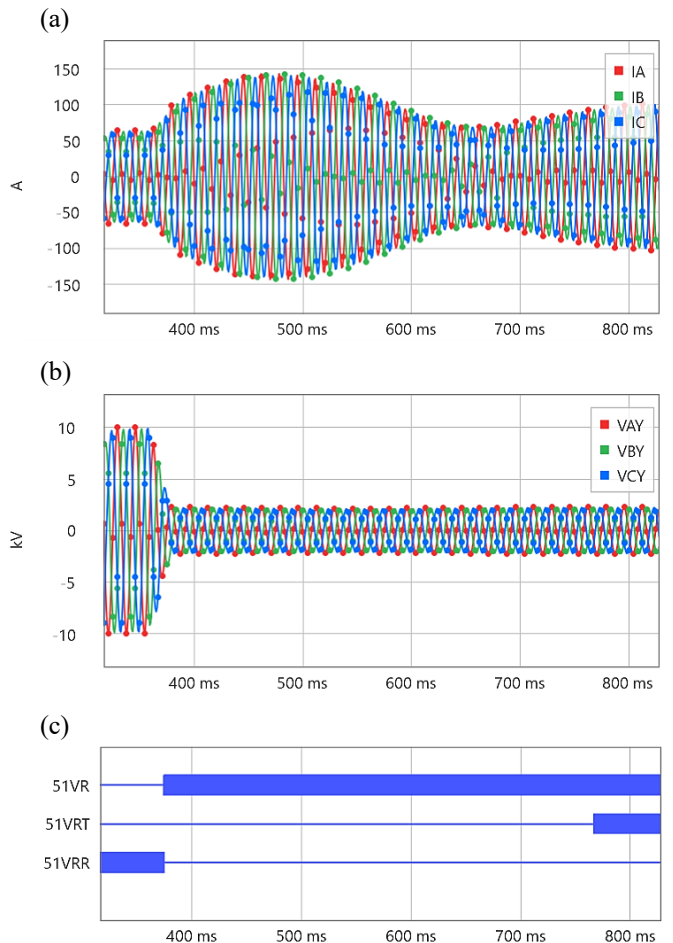 (a)
150
100
50
0
-50
-100
-150
A
IA
IB
IC
400 ms
500 ms
600 ms
700 ms
800 ms
(b)
10
5
0
-5
-10
kV
VAY
VBY
VCY
400 ms
500 ms
600 ms
700 ms
800 ms
(c)
51VR
51VRT
51VRR
400 ms
500 ms
600 ms
700 ms
800 ms